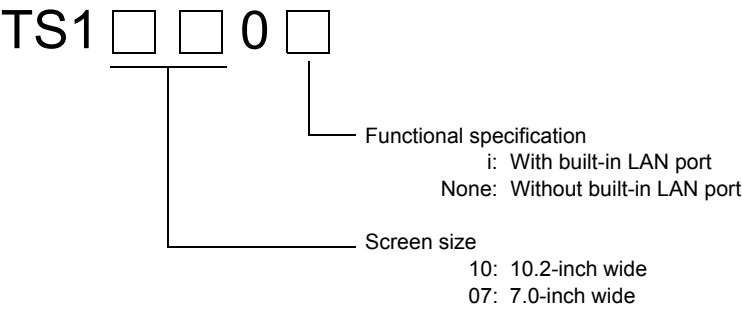 TS1 □ □ 0 □
Functional specification
i: With built-in LAN port
None: Without built-in LAN port
Screen size
10: 10.2-inch wide
07: 7.0-inch wide